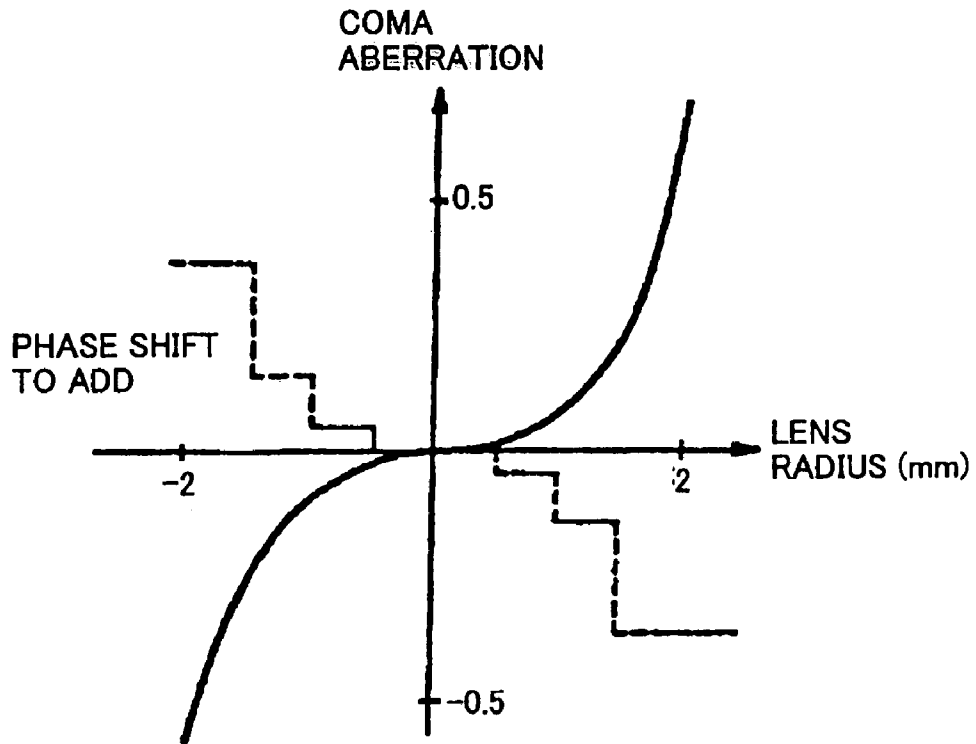 COMA
ABERRATION
0.5
PHASE SHIFT
TO ADD
LENS
RADIUS (mm)
-2
2
-0.5